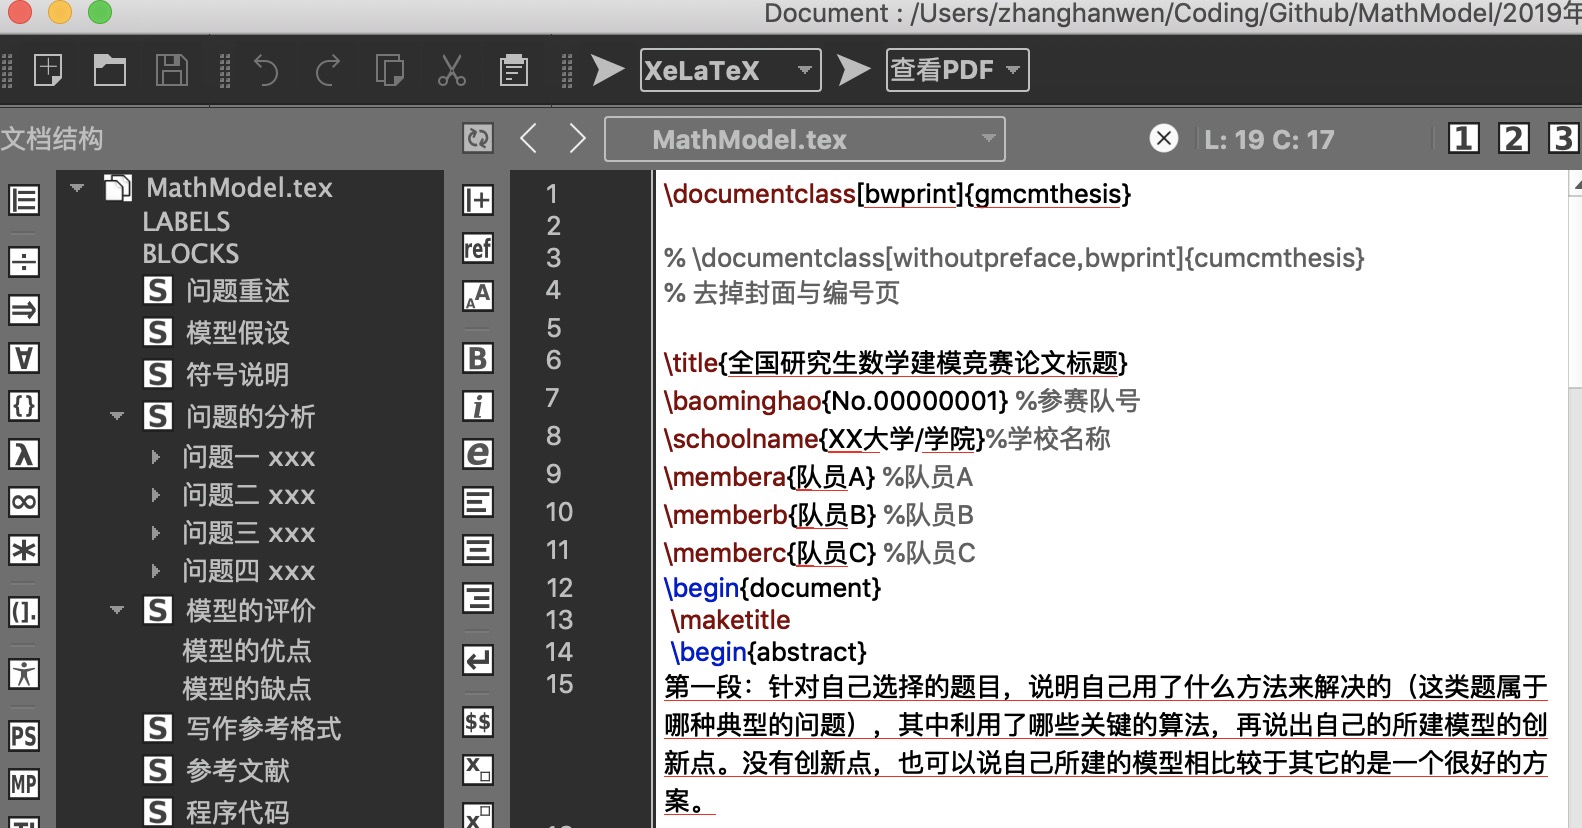 Document : /Users/zhanghanwen/Coding/Github/MathModel/2019年
XeLaTeX 查看PDF
文档结构 MathModel.tex L: 19 C: 17 1 2 3
MathModel.tex
LABELS
BLOCKS
S 问题重述
S 模型假设
S 符号说明
S 问题的分析
问题一 xxx
问题二 xxx
问题三 xxx
问题四 xxx
S 模型的评价
模型的优点
模型的缺点
S 写作参考格式
S 参考文献
S 程序代码
÷
⇒
∀
{}
λ
∞
*
().
PS
MP
ref
AA
B
i
e
$$
x□
x□
1 \documentclass[bwprint]{gmcmthesis}
2
3 % \documentclass[withoutpreface,bwprint]{cumcmthesis}
4 % 去掉封面与编号页
5
6 \title{全国研究生数学建模竞赛论文标题}
7 \baominghao{No.00000001} %参赛队号
8 \schoolname{XX大学/学院}%学校名称
9 \membera{队员A} %队员A
10 \memberb{队员B} %队员B
11 \memberc{队员C} %队员C
12 \begin{document}
13 \maketitle
14 \begin{abstract}
15 第一段：针对自己选择的题目，说明自己用了什么方法来解决的（这类题属于
哪种典型的问题），其中利用了哪些关键的算法，再说出自己的所建模型的创
新点。没有创新点，也可以说自己所建的模型相比较于其它的是一个很好的方
案。